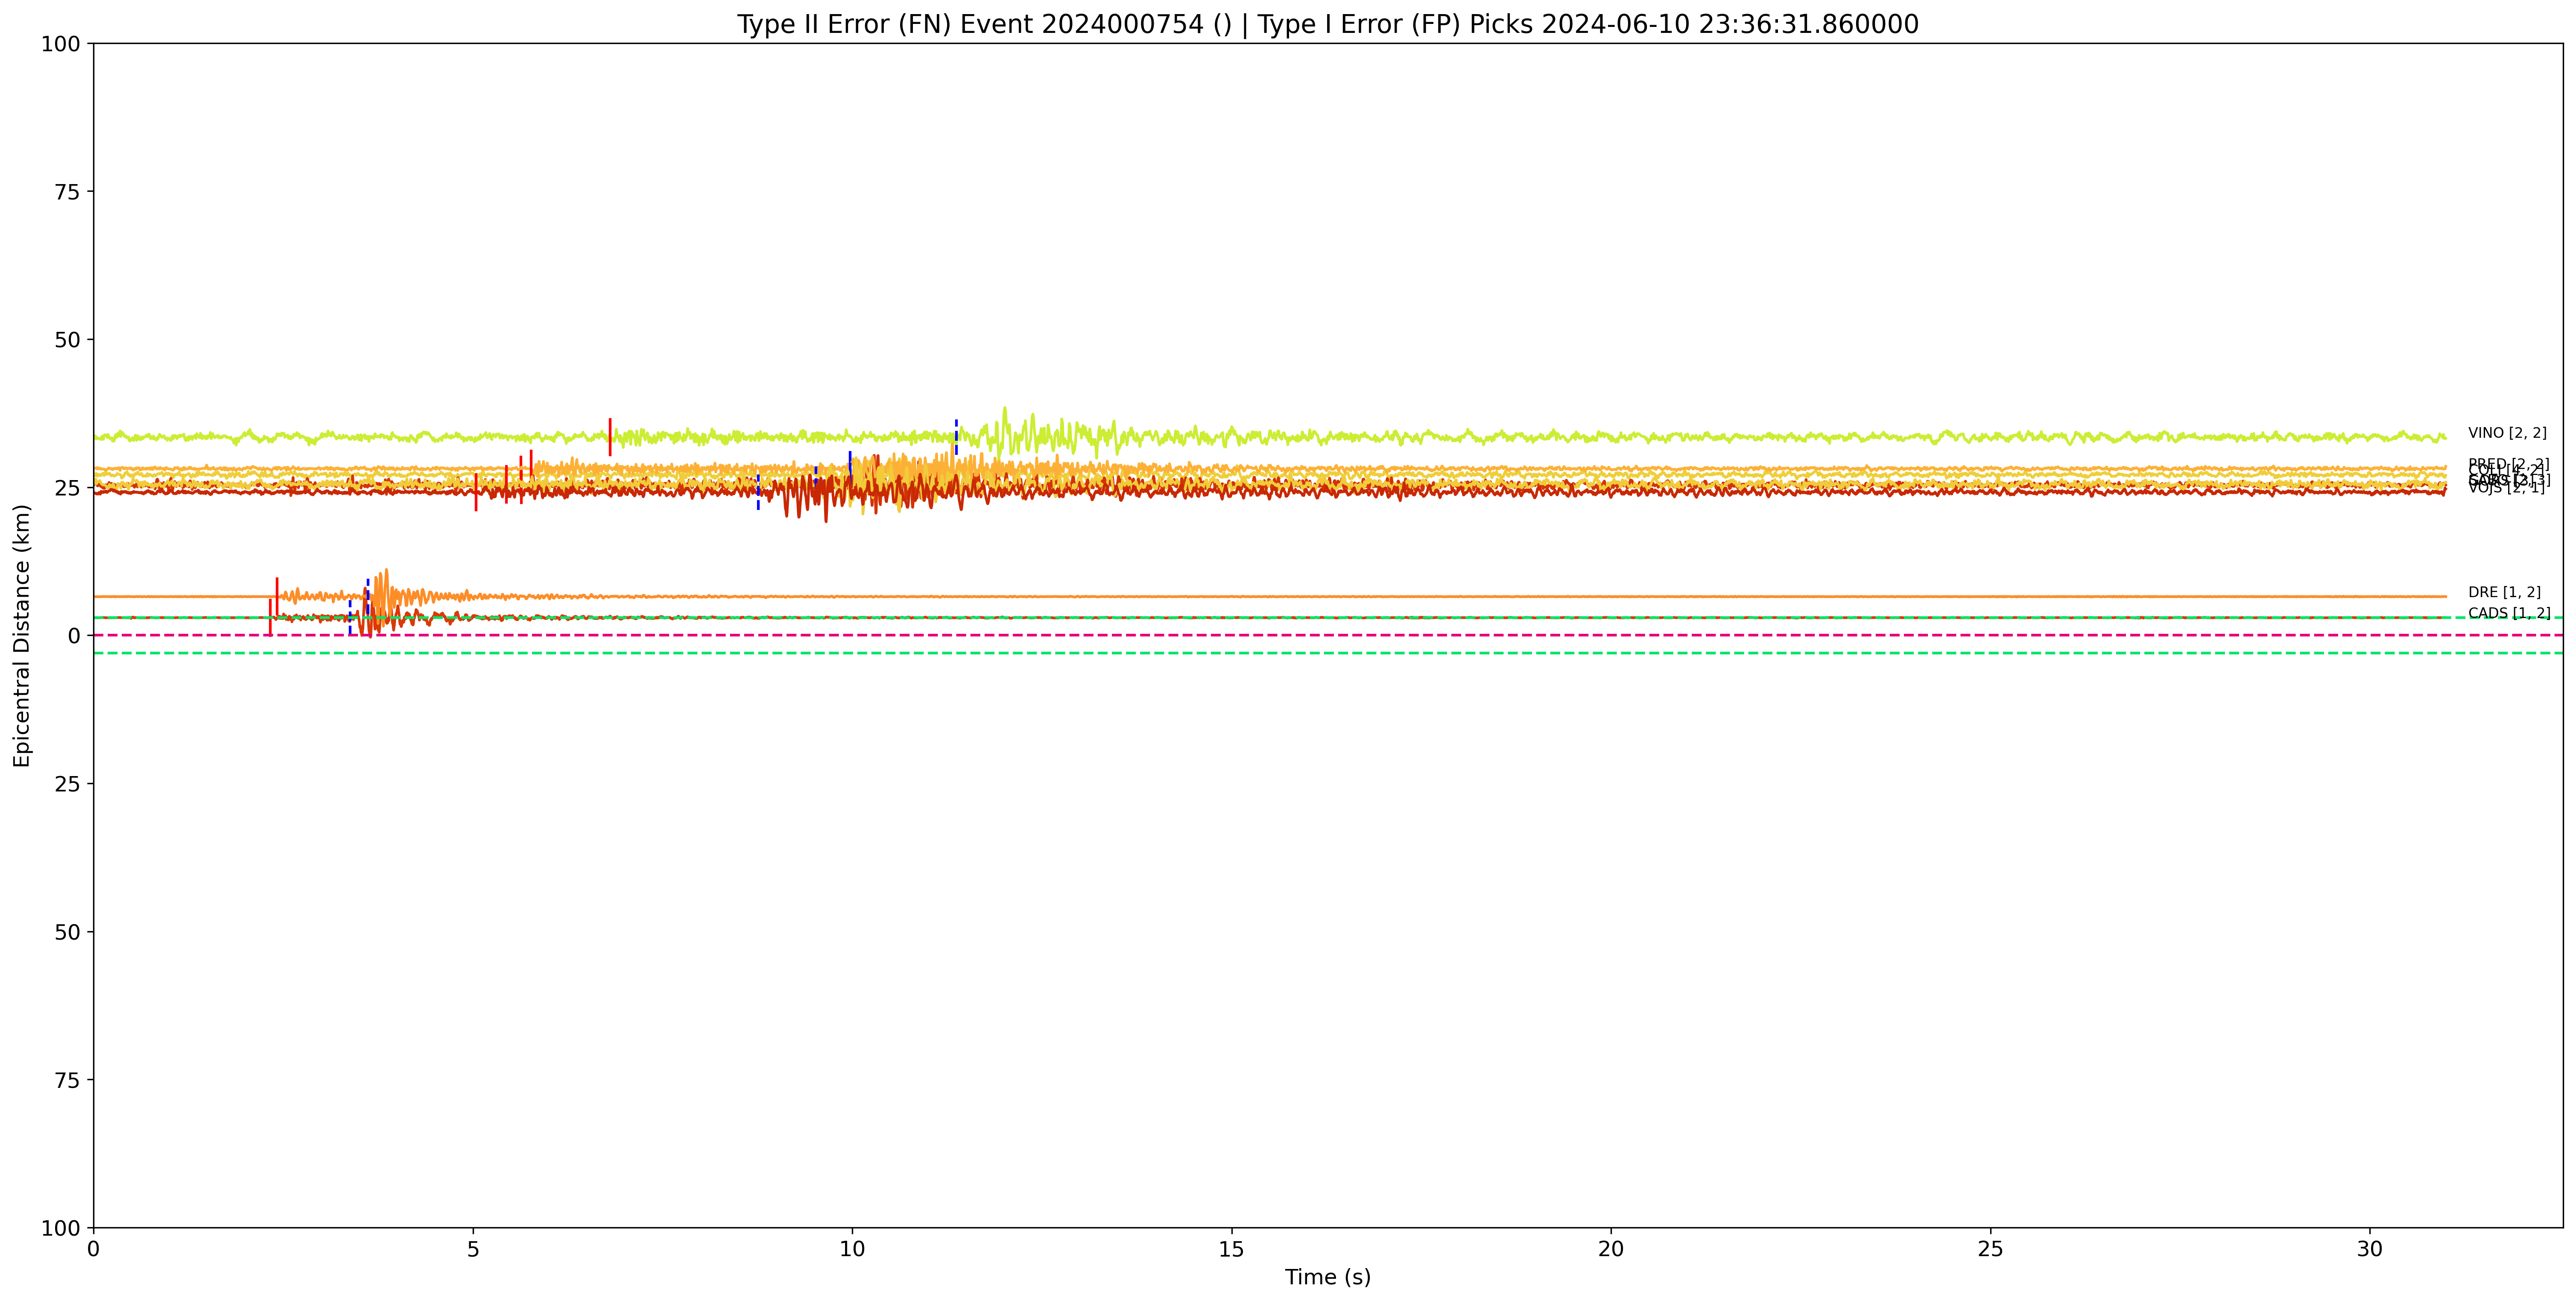 Type II Error (FN) Event 2024000754 () | Type I Error (FP) Picks 2024-06-10 23:36:31.860000
100
75
50
25
0
25
50
75
100
Epicentral Distance (km)
VINO [2, 2]
PRED [2, 2]
VOJS [2, 1]
DRE [1, 2]
CADS [1, 2]
0
5
10
15
20
25
30
Time (s)